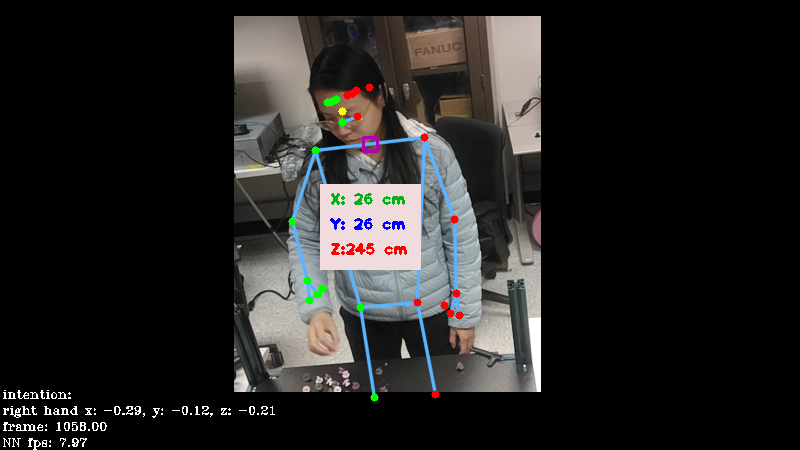 FANUC
X: 26 cm
Y: 26 cm
Z:245 cm
intention:
right hand x: -0.29, y: -0.12, z: -0.21
frame: 1058.00
NN fps: 7.97